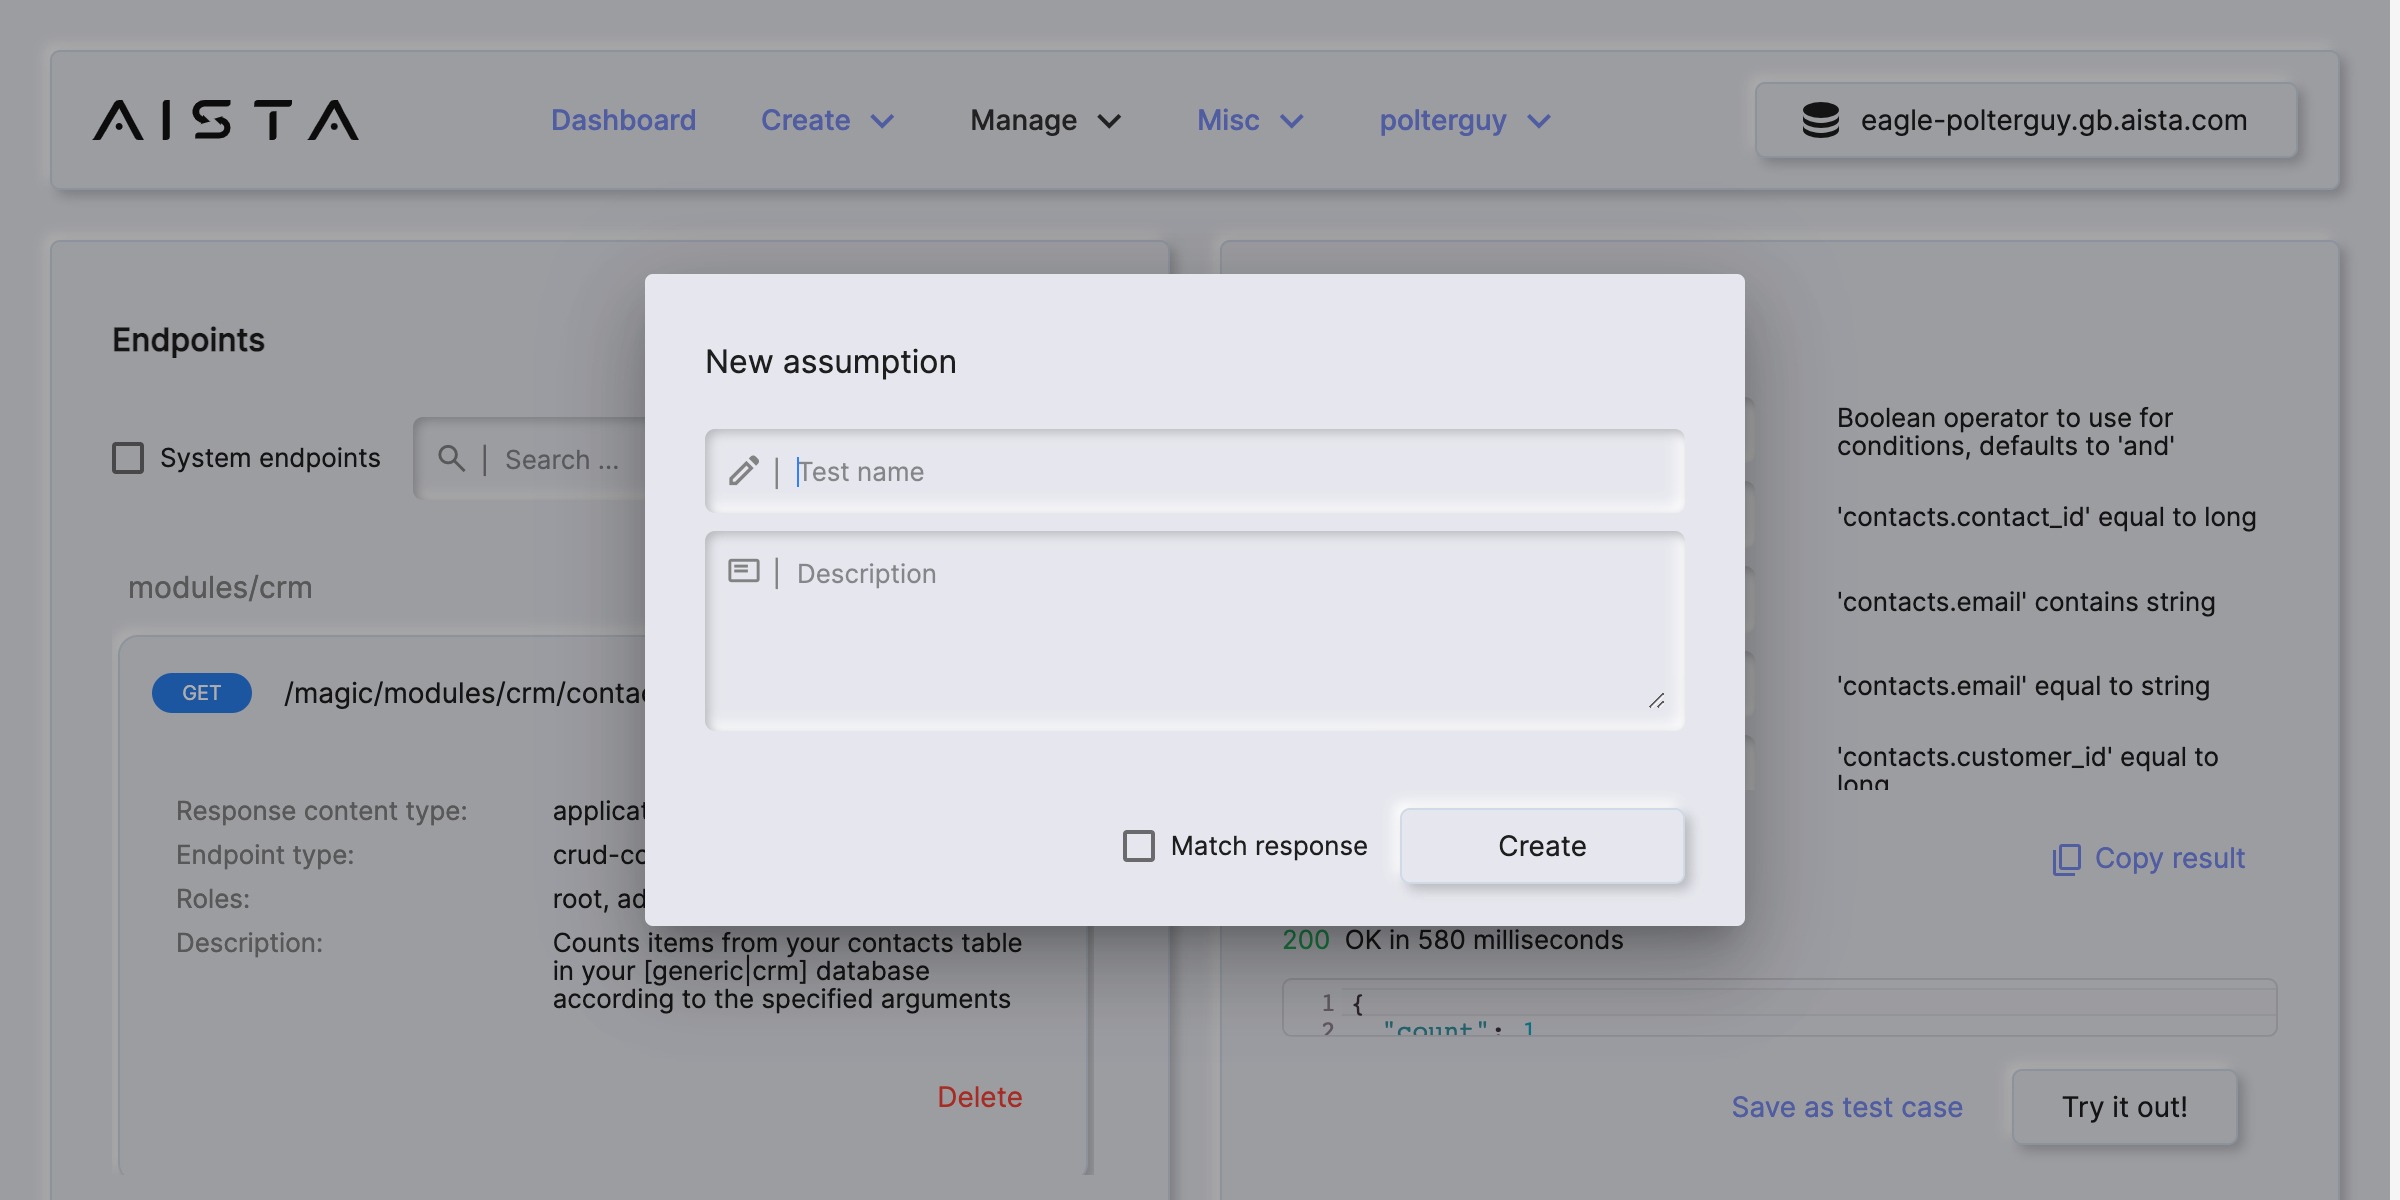 AISTA
Dashboard
Create
Manage
Misc
polterguy
eagle-polterguy.gb.aista.com
Endpoints
System endpoints
Search ...
modules/crm
GET
/magic/modules/crm/contac
Response content type:
applicat
Endpoint type:
crud-co
Roles:
root, ad
Description:
Counts items from your contacts table
in your [generic|crm] database
according to the specified arguments
Delete
New assumption
Test name
Description
Match response
Create
Boolean operator to use for
conditions, defaults to 'and'
'contacts.contact_id' equal to long
'contacts.email' contains string
'contacts.email' equal to string
'contacts.customer_id' equal to
long
Copy result
200 OK in 580 milliseconds
1 {
2 "count": 1
Save as test case
Try it out!